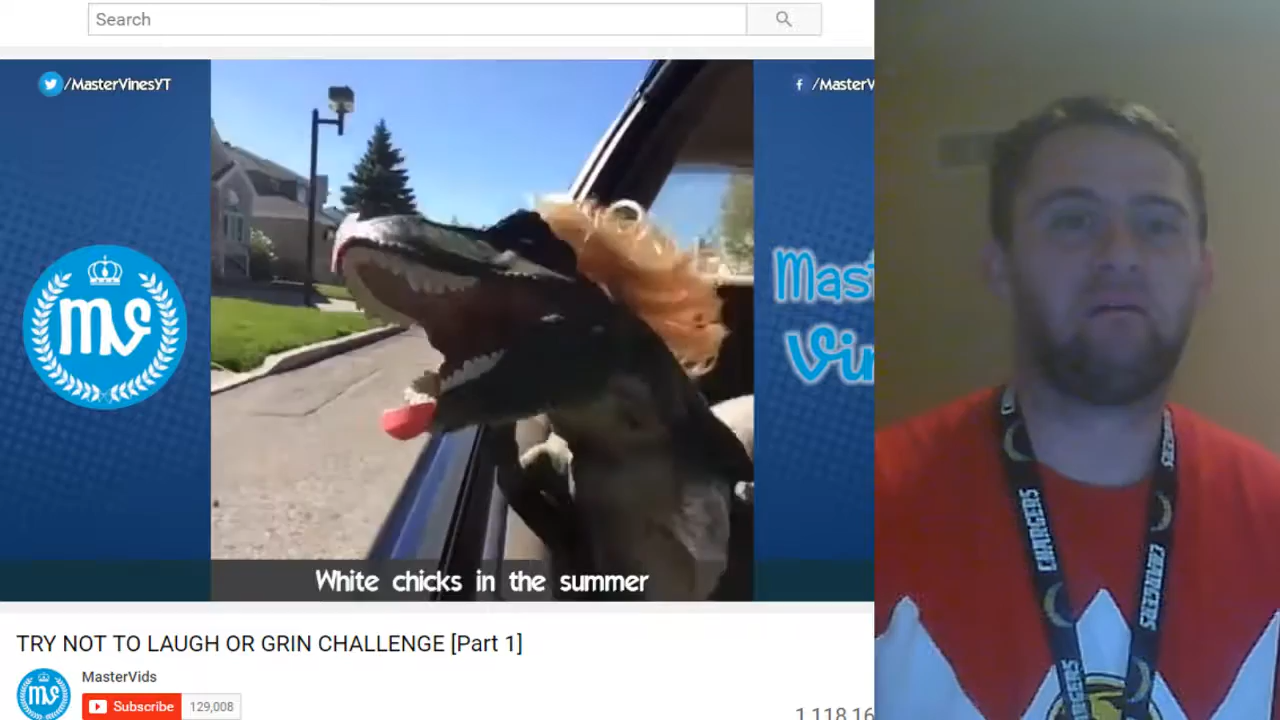 Search
/MasterVinesYT
f /MasterV
Mast
Vin
White chicks in the summer
TRY NOT TO LAUGH OR GRIN CHALLENGE [Part 1]
MasterVids
Subscribe 129,008
1,118,16
CHARGERS
CHARGERS
CHARGERS